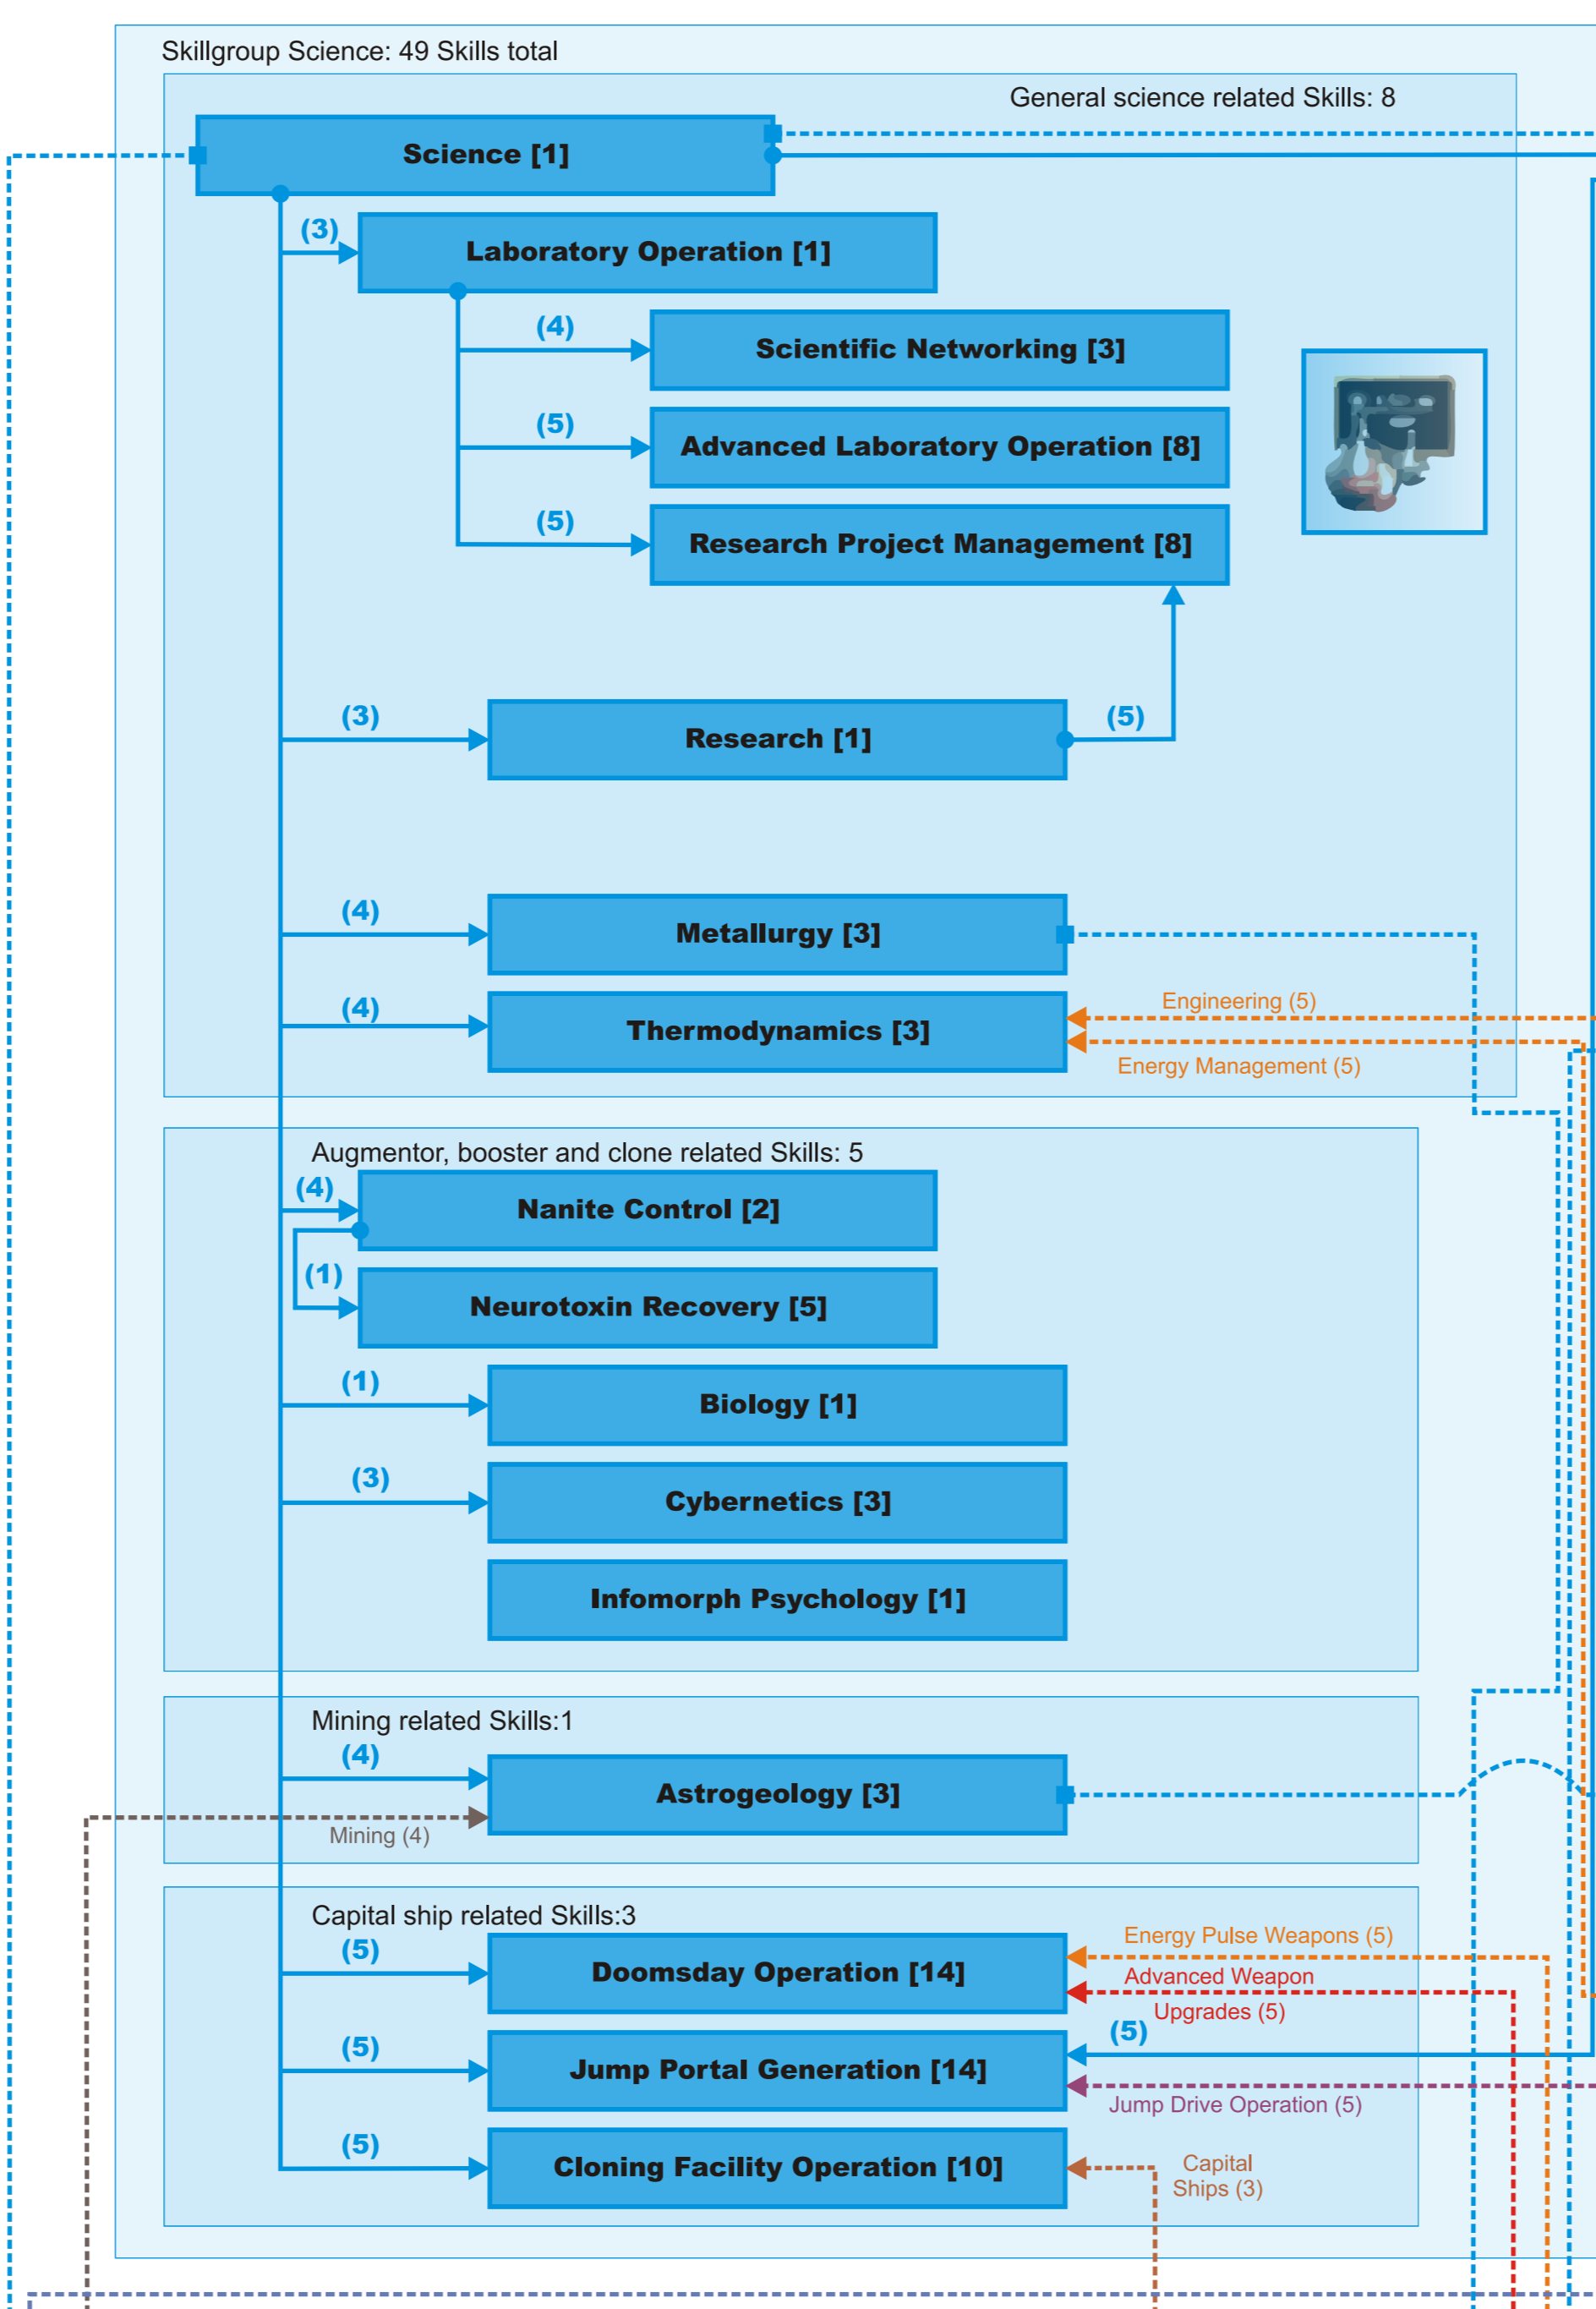 Skillgroup Science: 49 Skills total
General science related Skills: 8
Science [1]
(3)
Laboratory Operation [1]
(4)
Scientific Networking [3]
(5)
Advanced Laboratory Operation [8]
(5)
Research Project Management [8]
(3)
Research [1]
(5)
(4)
Metallurgy [3]
(4)
Thermodynamics [3]
Engineering (5)
Energy Management (5)
Augmentor, booster and clone related Skills: 5
(4)
Nanite Control [2]
(1)
Neurotoxin Recovery [5]
(1)
Biology [1]
(3)
Cybernetics [3]
Infomorph Psychology [1]
Mining related Skills:1
(4)
Astrogeology [3]
Mining (4)
Capital ship related Skills:3
(5)
Doomsday Operation [14]
Energy Pulse Weapons (5)
Advanced Weapon
Upgrades (5)
(5)
Jump Portal Generation [14]
(5)
Jump Drive Operation (5)
(5)
Cloning Facility Operation [10]
Capital
Ships (3)